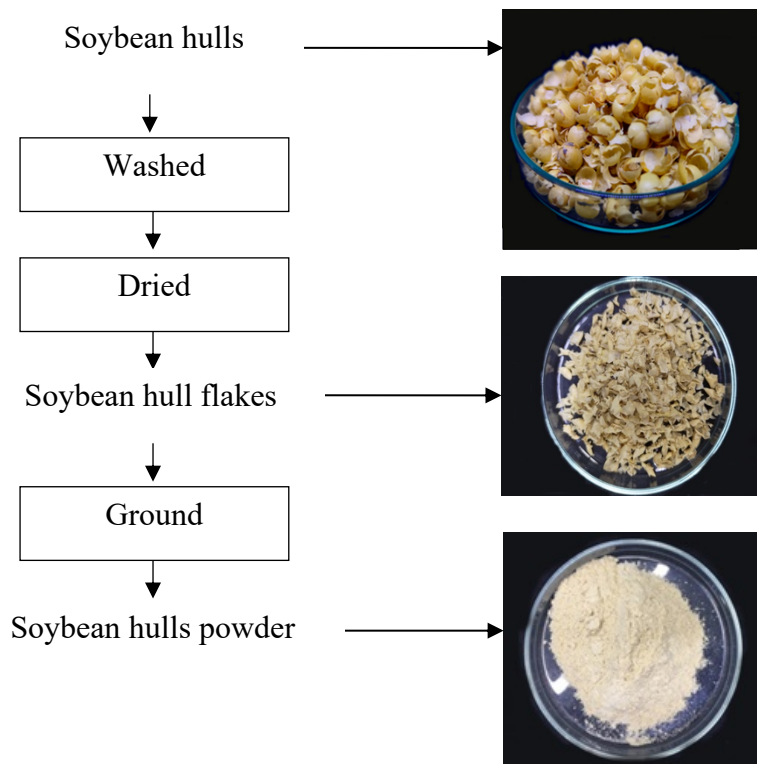 Soybean hulls
Washed
Dried
Soybean hull flakes
Ground
Soybean hulls powder